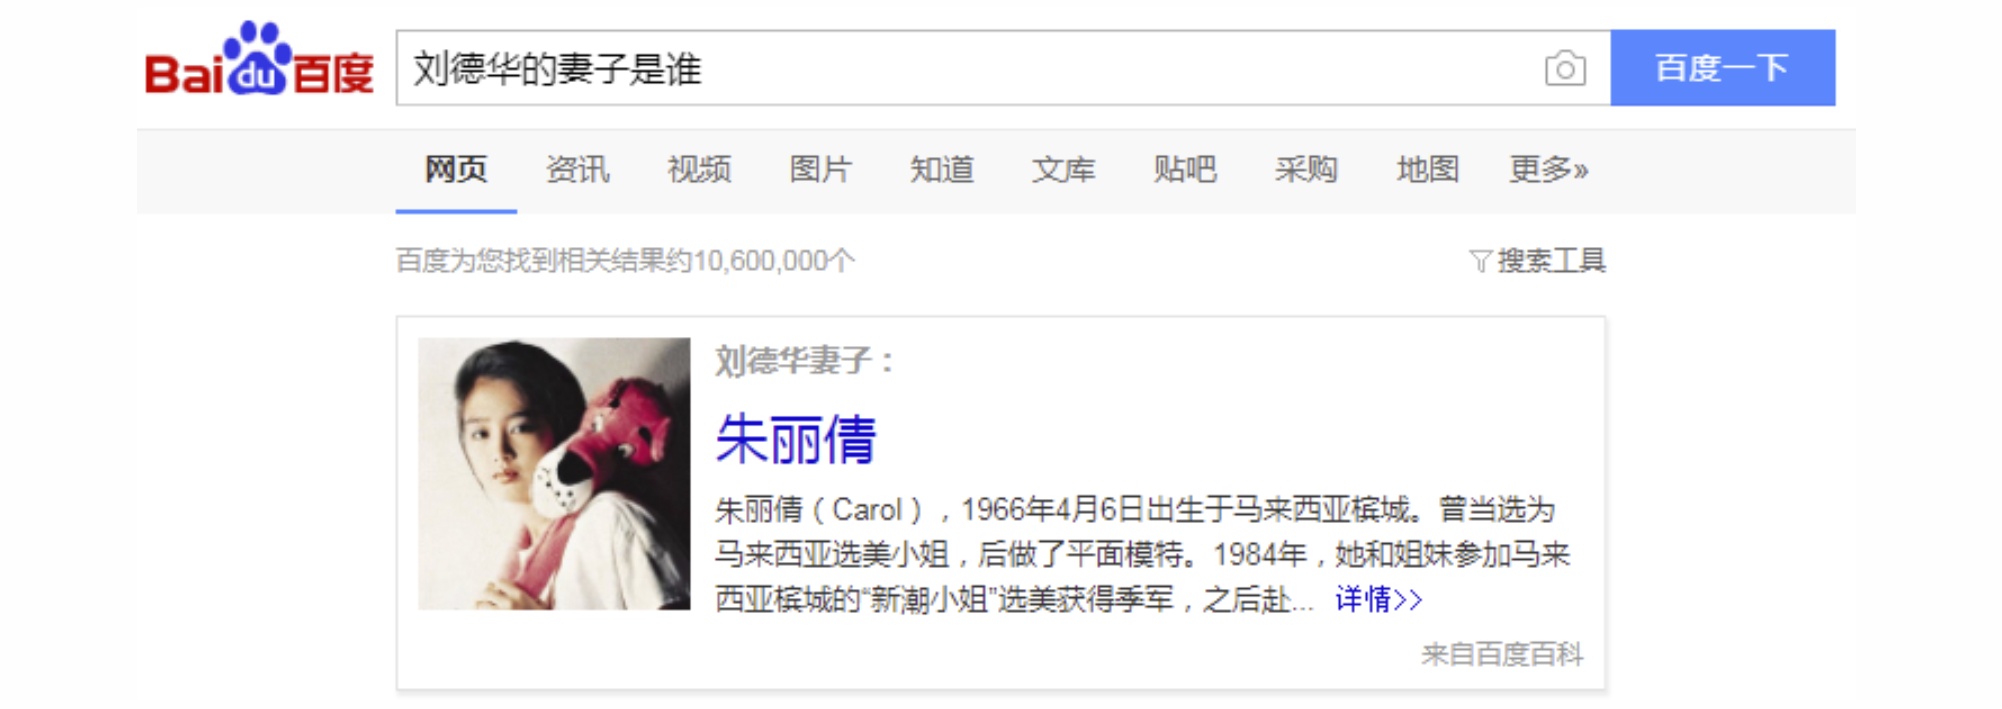 Baidu百度 刘德华的妻子是谁 百度一下
网页 资讯 视频 图片 知道 文库 贴吧 采购 地图 更多»
百度为您找到相关结果约10,600,000个 搜索工具
刘德华妻子：
朱丽倩
朱丽倩（Carol），1966年4月6日出生于马来西亚槟城。曾当选为
马来西亚选美小姐，后做了平面模特。1984年，她和姐妹参加马来
西亚槟城的“新潮小姐”选美获得季军，之后赴... 详情>>
来自百度百科